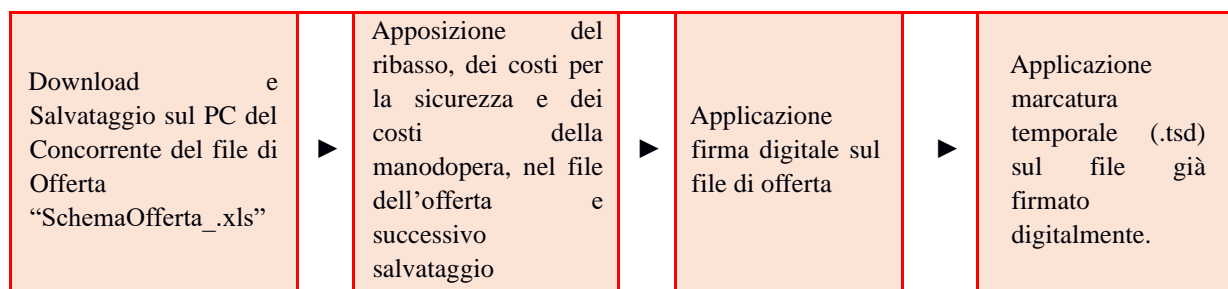 Download e
Salvataggio sul PC del
Concorrente del file di
Offerta
“SchemaOfferta_.xls”
►
Apposizione del
ribasso, dei costi per
la sicurezza e dei
costi della
manodopera, nel file
dell’offerta e
successivo
salvataggio
►
Applicazione
firma digitale sul
file di offerta
►
Applicazione
marcatura
temporale (.tsd)
sul file già
firmato
digitalmente.